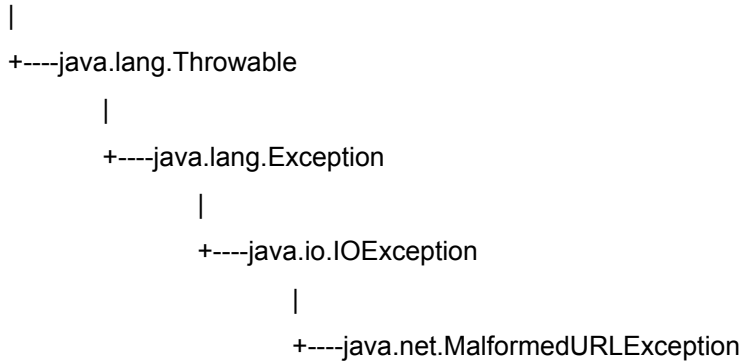 |
+----java.lang.Throwable
|
+----java.lang.Exception
|
+----java.io.IOException
|
+----java.net.MalformedURLException